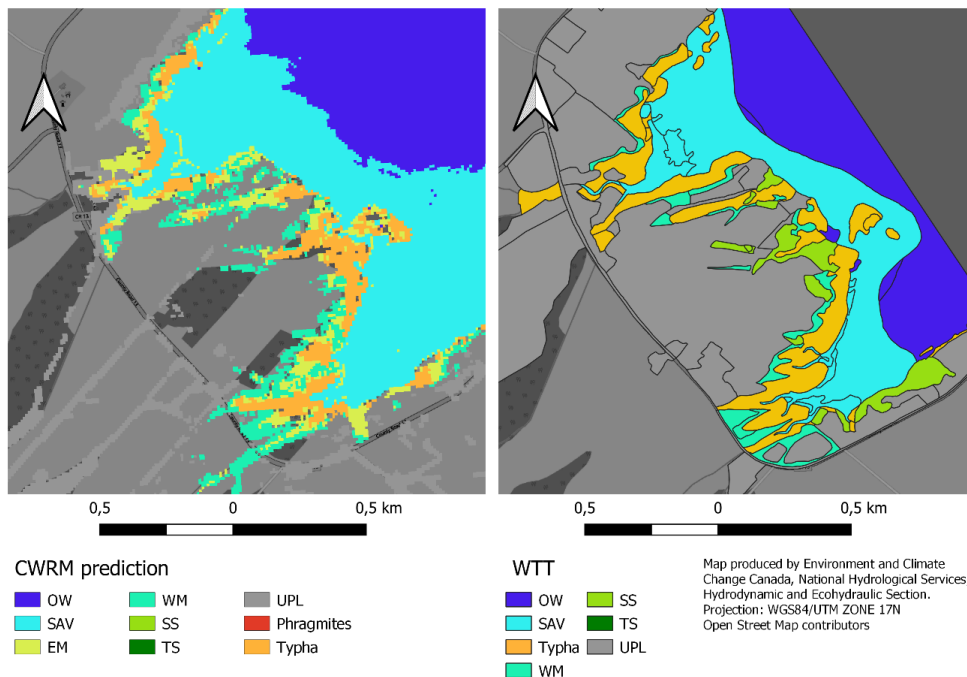 CR 13
0,5 0 0,5 km
0,5 0 0,5 km
CWRM prediction
OW WM UPL
SAV SS Phragmites
EM TS Typha
WTT
OW SS
SAV TS
Typha UPL
WM
Map produced by Environment and Climate
Change Canada, National Hydrological Services
Hydrodynamic and Ecohydraulic Section.
Projection: WGS84/UTM ZONE 17N
Open Street Map contributors